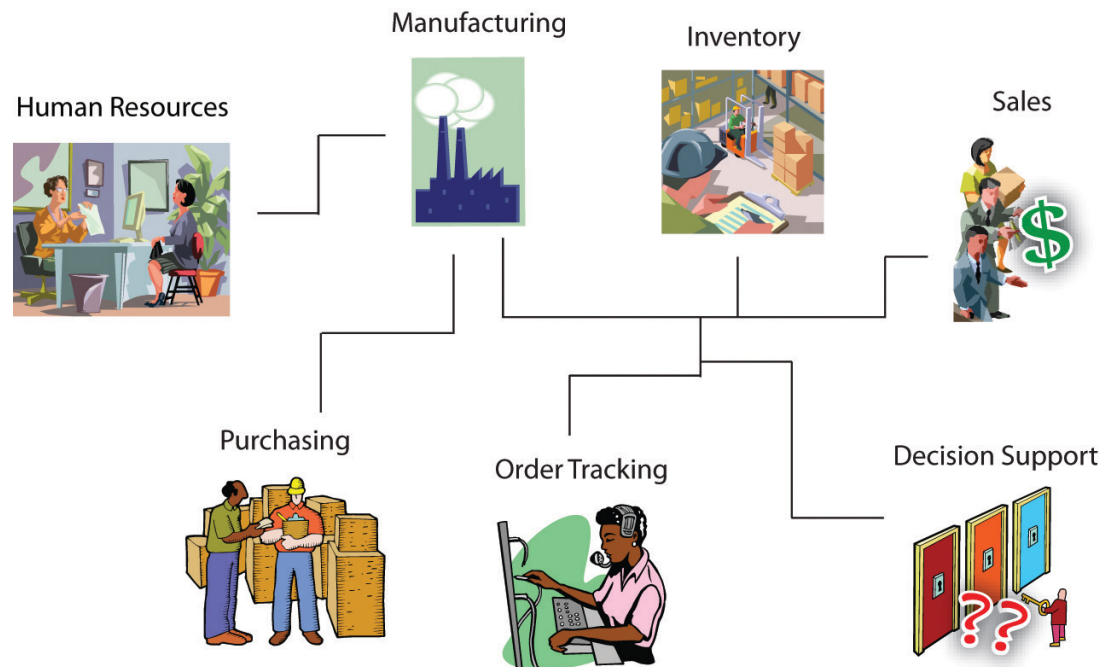 Manufacturing
Inventory
Human Resources
Sales
$
Purchasing
Order Tracking
Decision Support
??